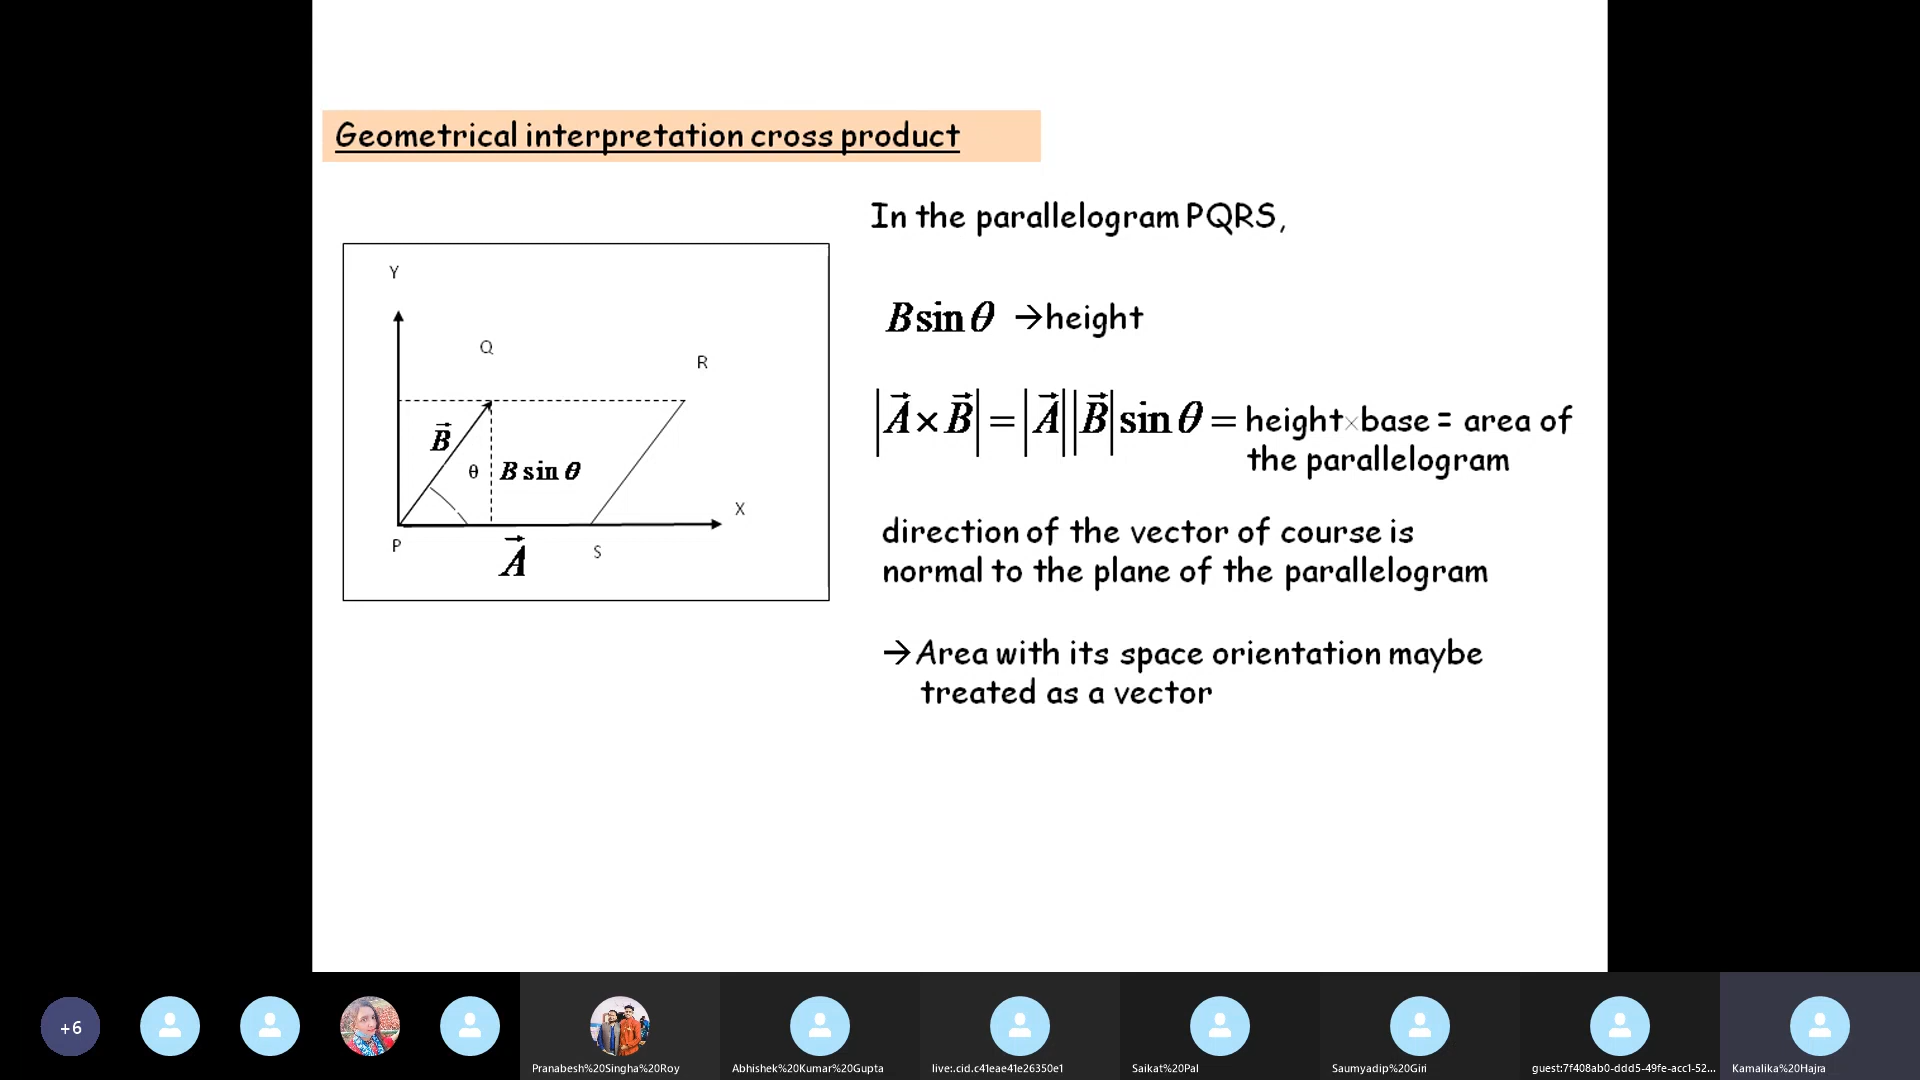 Geometrical interpretation cross product
In the parallelogram PQRS,
Y
Q
R
B⃗
θ
B sin θ
X
P
A⃗
S
B sin θ →height
|A⃗ × B⃗| = |A⃗||B⃗| sin θ = height×base = area of
the parallelogram
direction of the vector of course is
normal to the plane of the parallelogram
→Area with its space orientation maybe
treated as a vector
+6
Pranabesh%20Singha%20Roy
Abhishek%20Kumar%20Gupta
live:.cid.c41eae41e26350e1
Saikat%20Pal
Saumyadip%20Giri
guest:7f408ab0-ddd5-49fe-acc1-52...
Kamalika%20Hajra